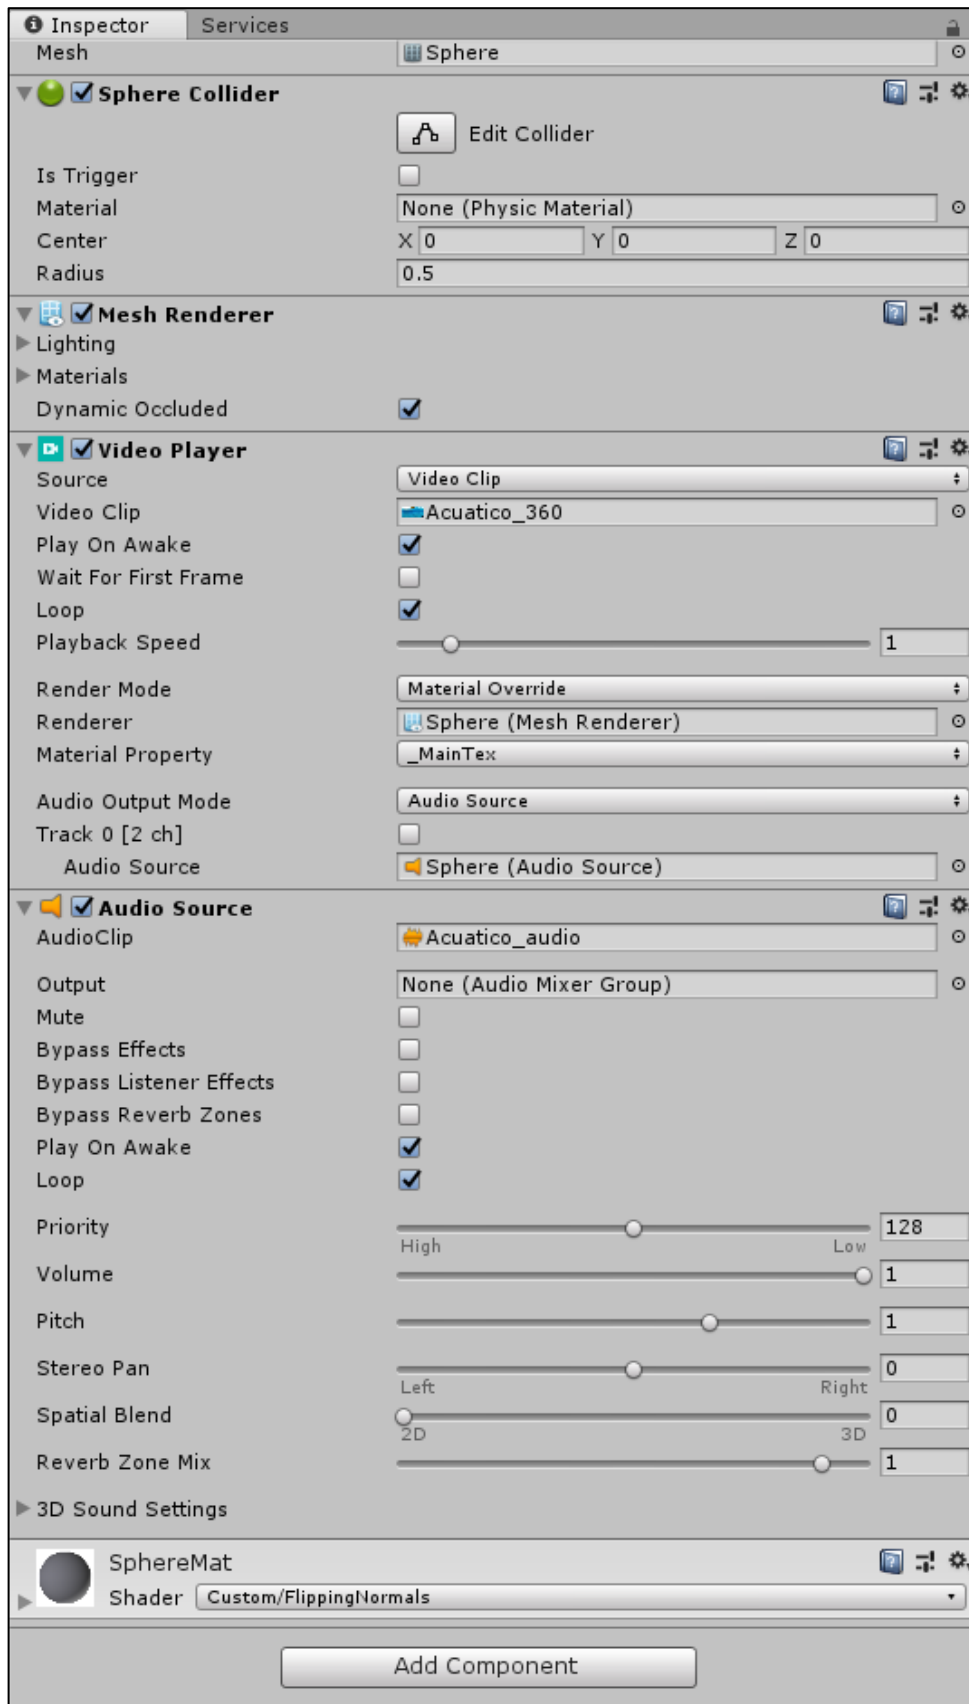 Inspector Services
Mesh Sphere
Sphere Collider
Edit Collider
Is Trigger
Material None (Physic Material)
Center X 0 Y 0 Z 0
Radius 0.5
Mesh Renderer
Lighting
Materials
Dynamic Occluded
Video Player
Source Video Clip
Video Clip Acuatico_360
Play On Awake
Wait For First Frame
Loop
Playback Speed 1
Render Mode Material Override
Renderer Sphere (Mesh Renderer)
Material Property _MainTex
Audio Output Mode Audio Source
Track 0 [2 ch]
Audio Source Sphere (Audio Source)
Audio Source
AudioClip Acuatico_audio
Output None (Audio Mixer Group)
Mute
Bypass Effects
Bypass Listener Effects
Bypass Reverb Zones
Play On Awake
Loop
Priority 128
High Low
Volume 1
Pitch 1
Stereo Pan 0
Left Right
Spatial Blend 0
2D 3D
Reverb Zone Mix 1
3D Sound Settings
SphereMat
Shader Custom/FlippingNormals
Add Component